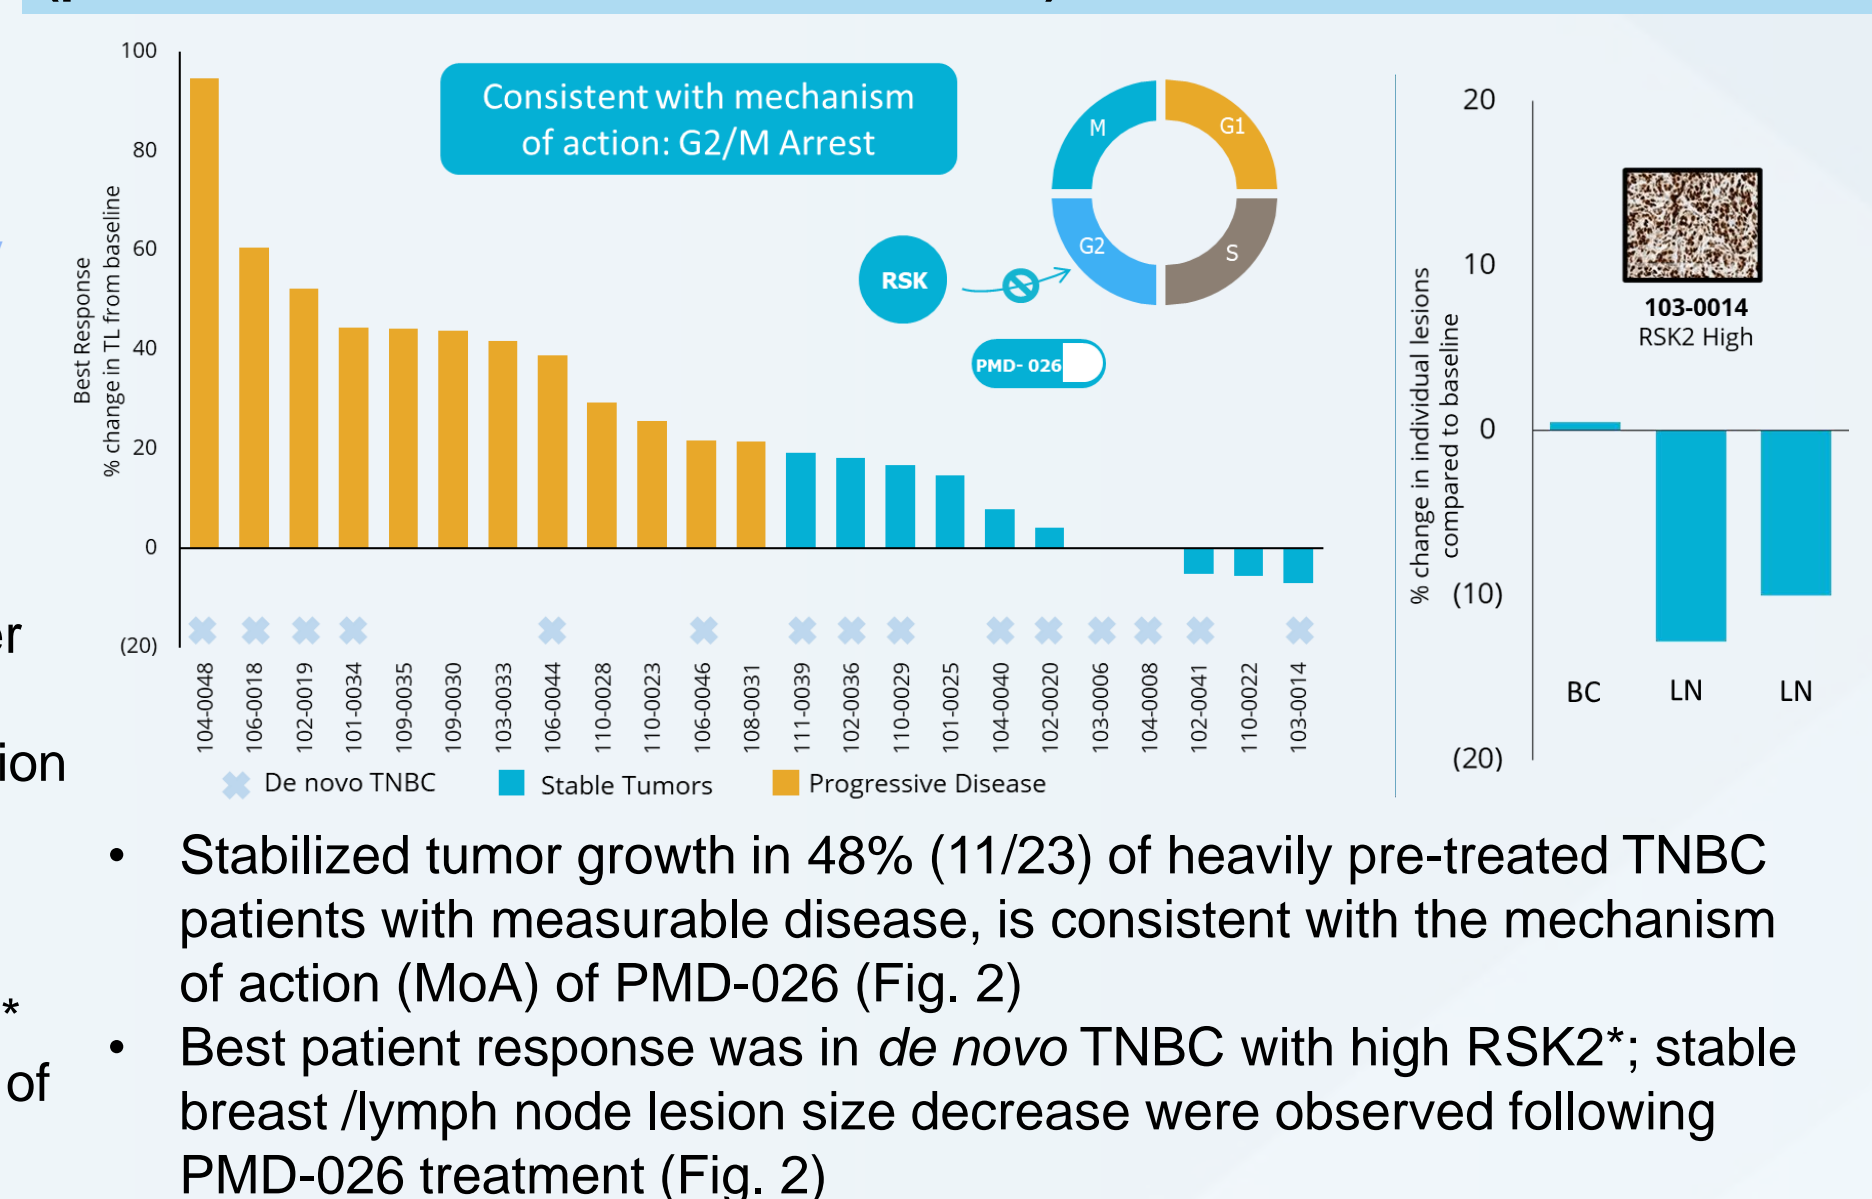 100
80
60
40
20
0
(20)
Best Response
% change in TL from baseline
Consistent with mechanism
of action: G2/M Arrest
M
G1
G2
S
RSK
PMD- 026
104-0048
106-0018
102-0019
101-0034
109-0035
109-0030
103-0033
106-0044
110-0028
110-0023
106-0046
108-0031
111-0039
102-0036
110-0029
101-0025
104-0040
102-0020
103-0006
104-0008
102-0041
110-0022
103-0014
De novo TNBC
Stable Tumors
Progressive Disease
20
10
0
(10)
(20)
% change in individual lesions
compared to baseline
103-0014
RSK2 High
BC
LN
LN
er
ion
*
of
• Stabilized tumor growth in 48% (11/23) of heavily pre-treated TNBC
patients with measurable disease, is consistent with the mechanism
of action (MoA) of PMD-026 (Fig. 2)
• Best patient response was in de novo TNBC with high RSK2*; stable
breast /lymph node lesion size decrease were observed following
PMD-026 treatment (Fig. 2)